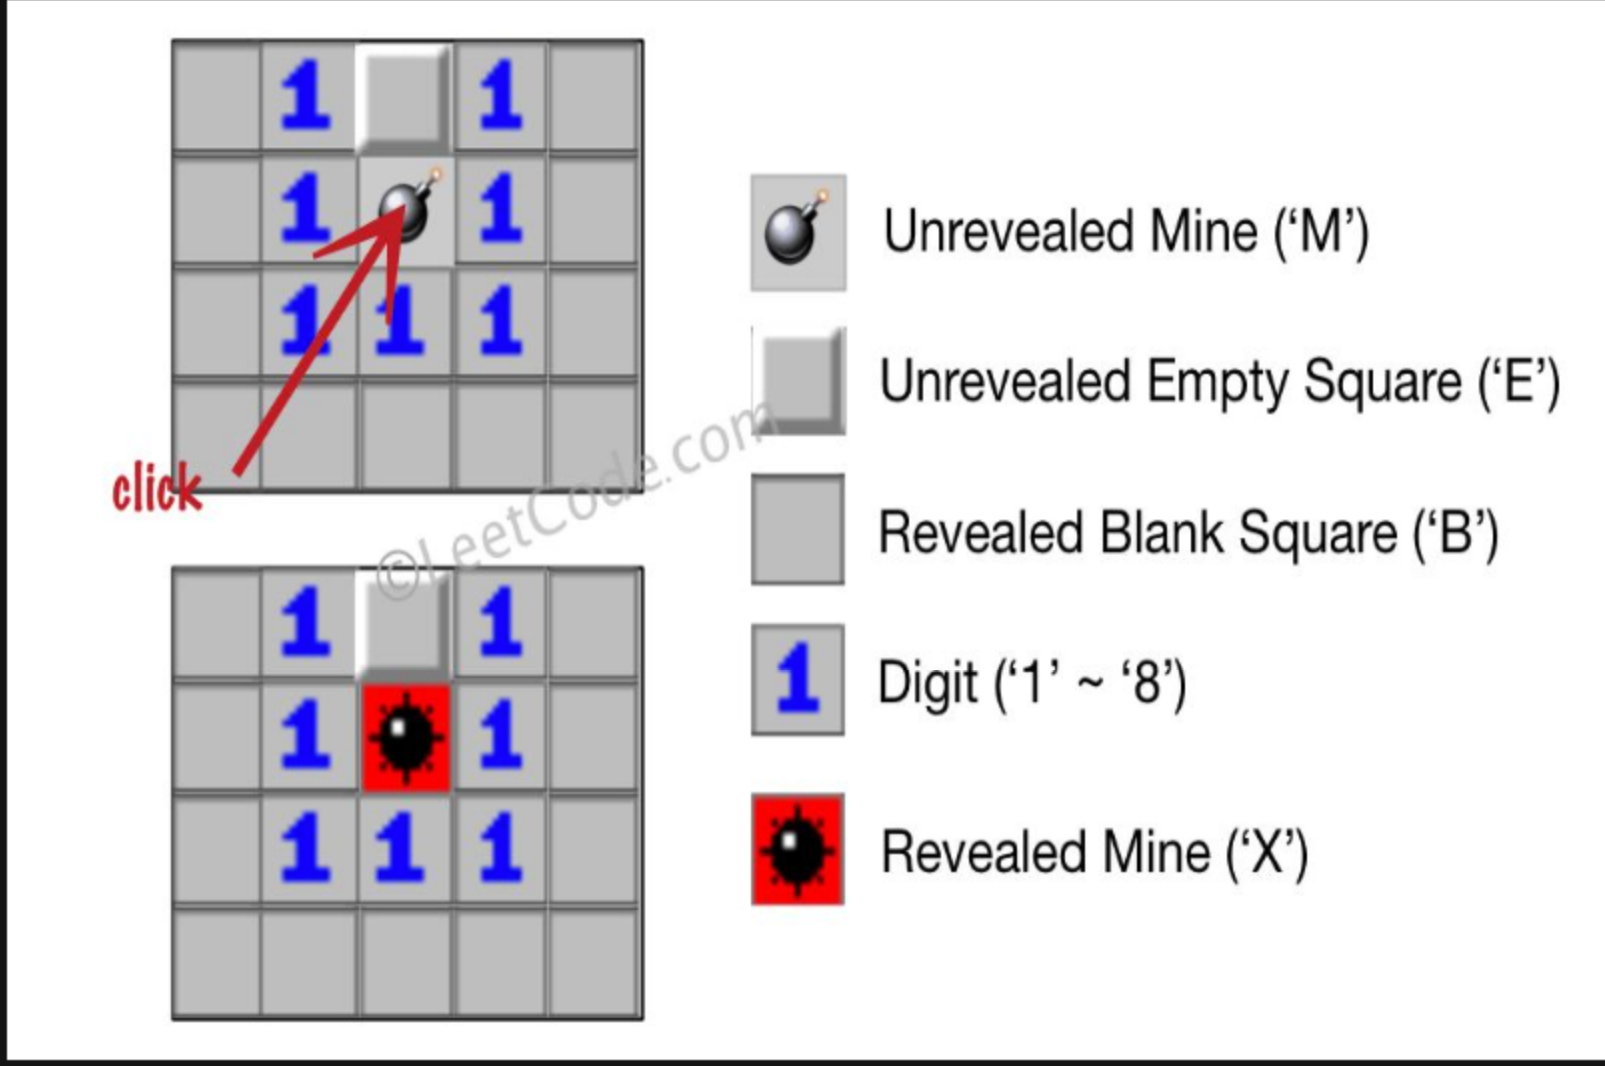 1 1
1 1
1 1 1
click
©LeetCode.com
1 1
1 1
1 1 1
Unrevealed Mine (‘M’)
Unrevealed Empty Square (‘E’)
Revealed Blank Square (‘B’)
1 Digit (‘1’ ~ ‘8’)
Revealed Mine (‘X’)